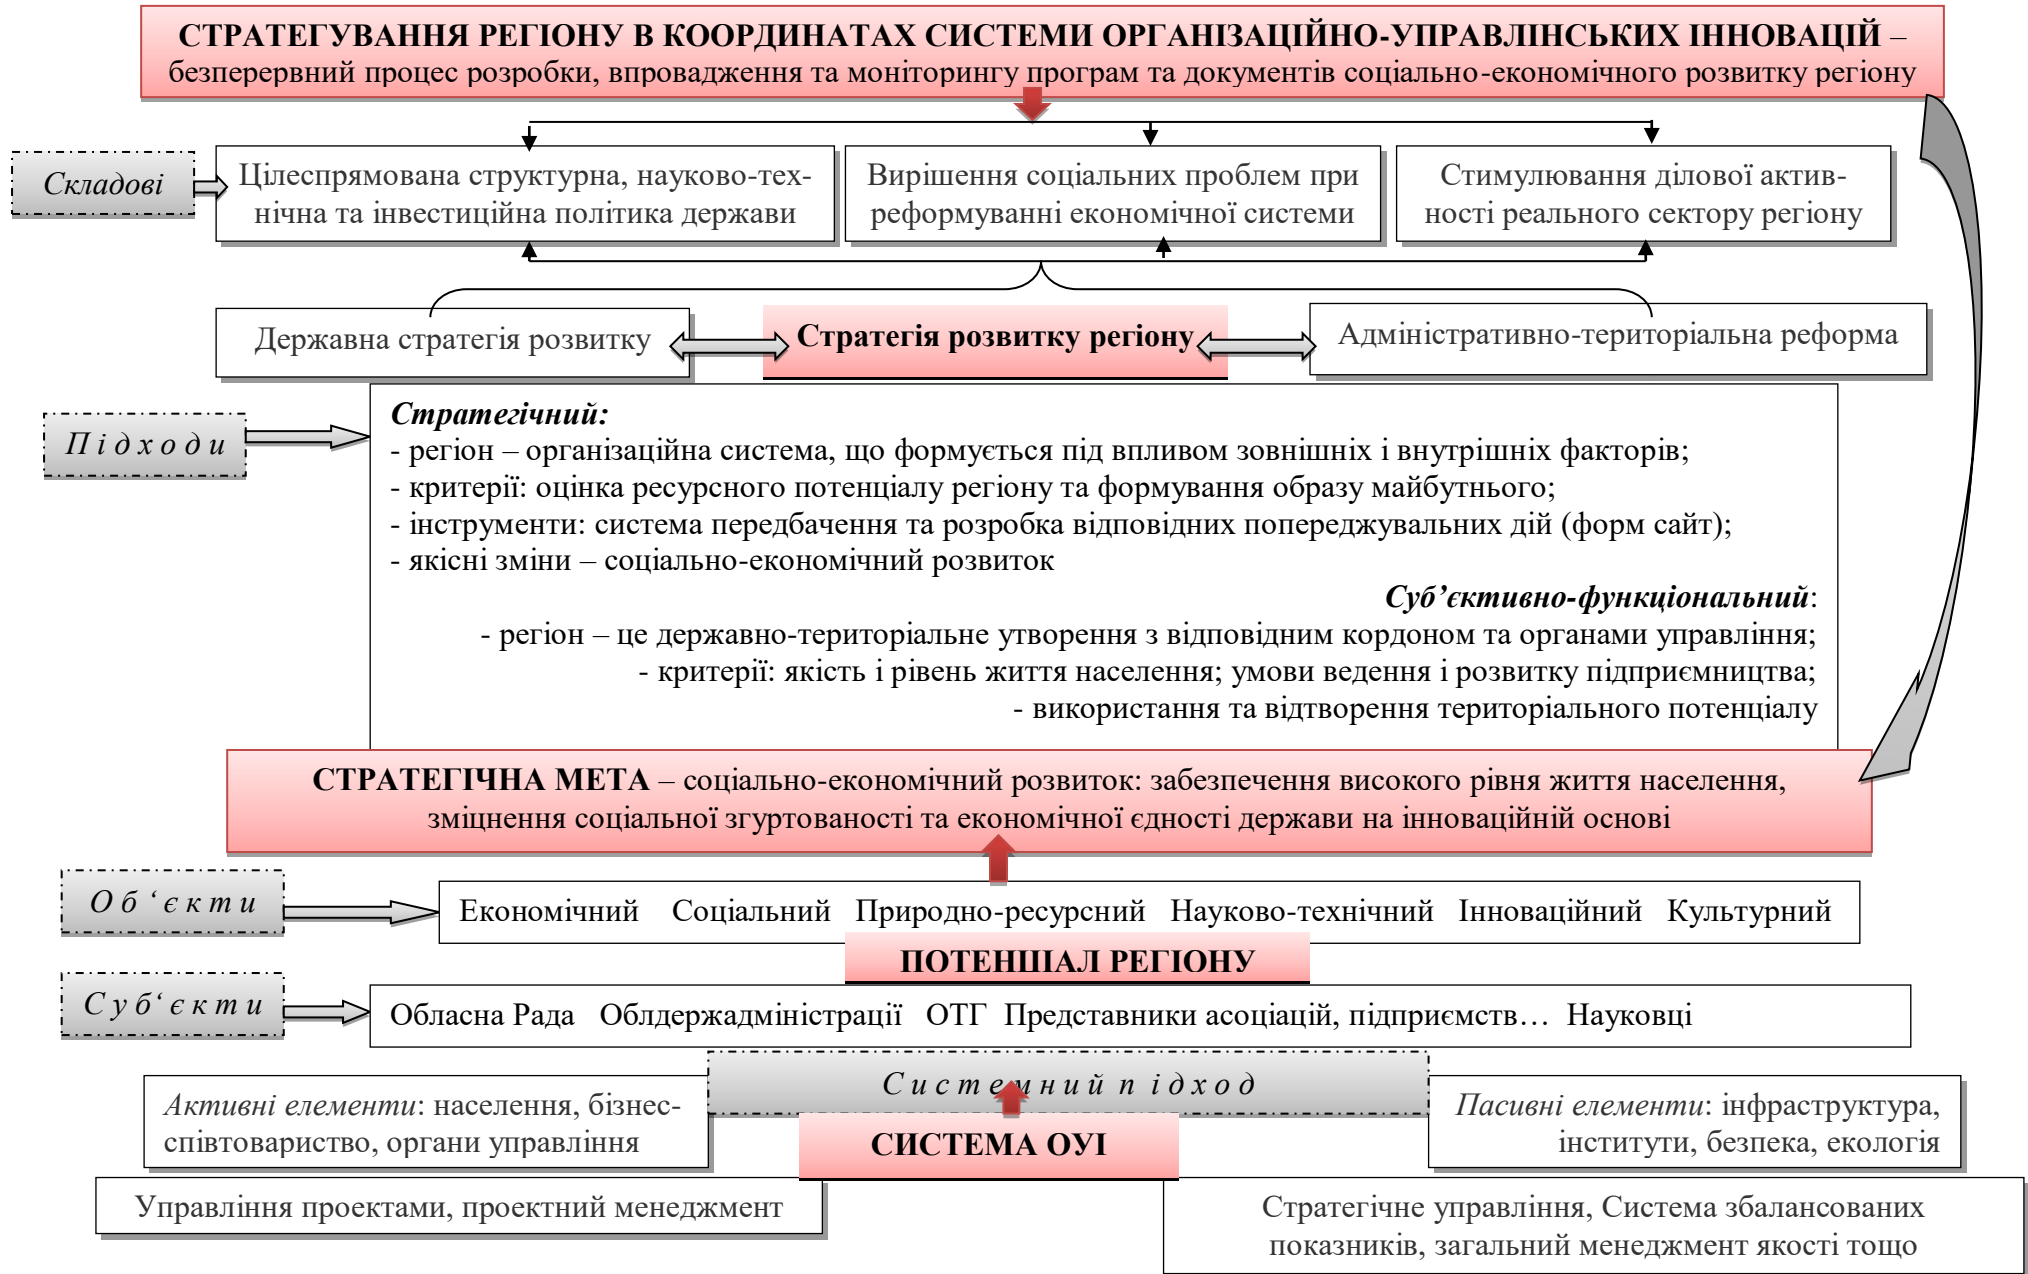 СТРАТЕГУВАННЯ РЕГІОНУ В КООРДИНАТАХ СИСТЕМИ ОРГАНІЗАЦІЙНО-УПРАВЛІНСЬКИХ ІННОВАЦІЙ –
безперервний процес розробки, впровадження та моніторингу програм та документів соціально-економічного розвитку регіону
Складові
Цілеспрямована структурна, науково-тех-
нічна та інвестиційна політика держави
Вирішення соціальних проблем при
реформуванні економічної системи
Стимулювання ділової актив-
ності реального сектору регіону
Державна стратегія розвитку
Стратегія розвитку регіону
Адміністративно-територіальна реформа
Підходи
Стратегічний:
- регіон – організаційна система, що формується під впливом зовнішніх і внутрішніх факторів;
- критерії: оцінка ресурсного потенціалу регіону та формування образу майбутнього;
- інструменти: система передбачення та розробка відповідних попереджувальних дій (форм сайт);
- якісні зміни – соціально-економічний розвиток
Суб’єктивно-функціональний:
- регіон – це державно-територіальне утворення з відповідним кордоном та органами управління;
- критерії: якість і рівень життя населення; умови ведення і розвитку підприємництва;
- використання та відтворення територіального потенціалу
СТРАТЕГІЧНА МЕТА – соціально-економічний розвиток: забезпечення високого рівня життя населення,
зміцнення соціальної згуртованості та економічної єдності держави на інноваційній основі
Об‘єкти
Економічний Соціальний Природно-ресурсний Науково-технічний Інноваційний Культурний
ПОТЕНЦІАЛ РЕГІОНУ
Суб‘єкти
Обласна Рада Облдержадміністрації ОТГ Представники асоціацій, підприємств… Науковці
Системний підход
Активні елементи: населення, бізнес-
співтовариство, органи управління
Пасивні елементи: інфраструктура,
інститути, безпека, екологія
СИСТЕМА ОУІ
Управління проектами, проектний менеджмент
Стратегічне управління, Система збалансованих
показників, загальний менеджмент якості тощо